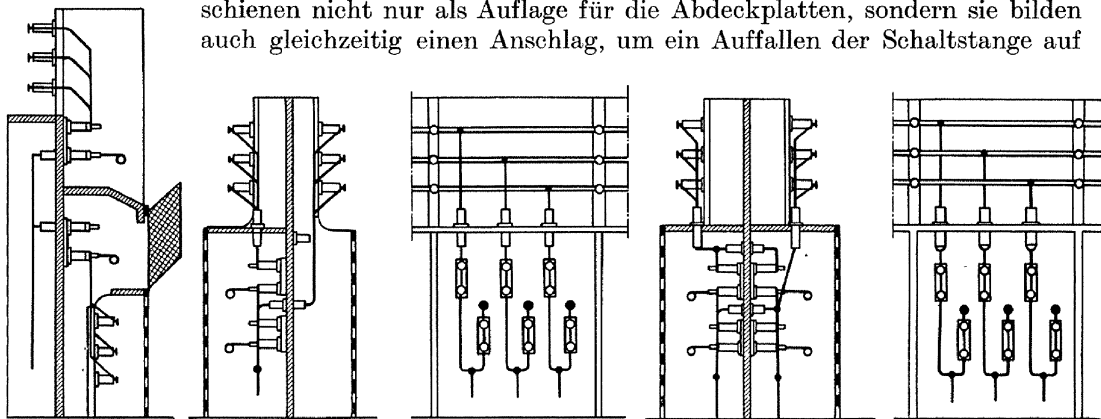 schienen nicht nur als Auflage für die Abdeckplatten, sondern sie bilden
auch gleichzeitig einen Anschlag, um ein Auffallen der Schaltstange auf